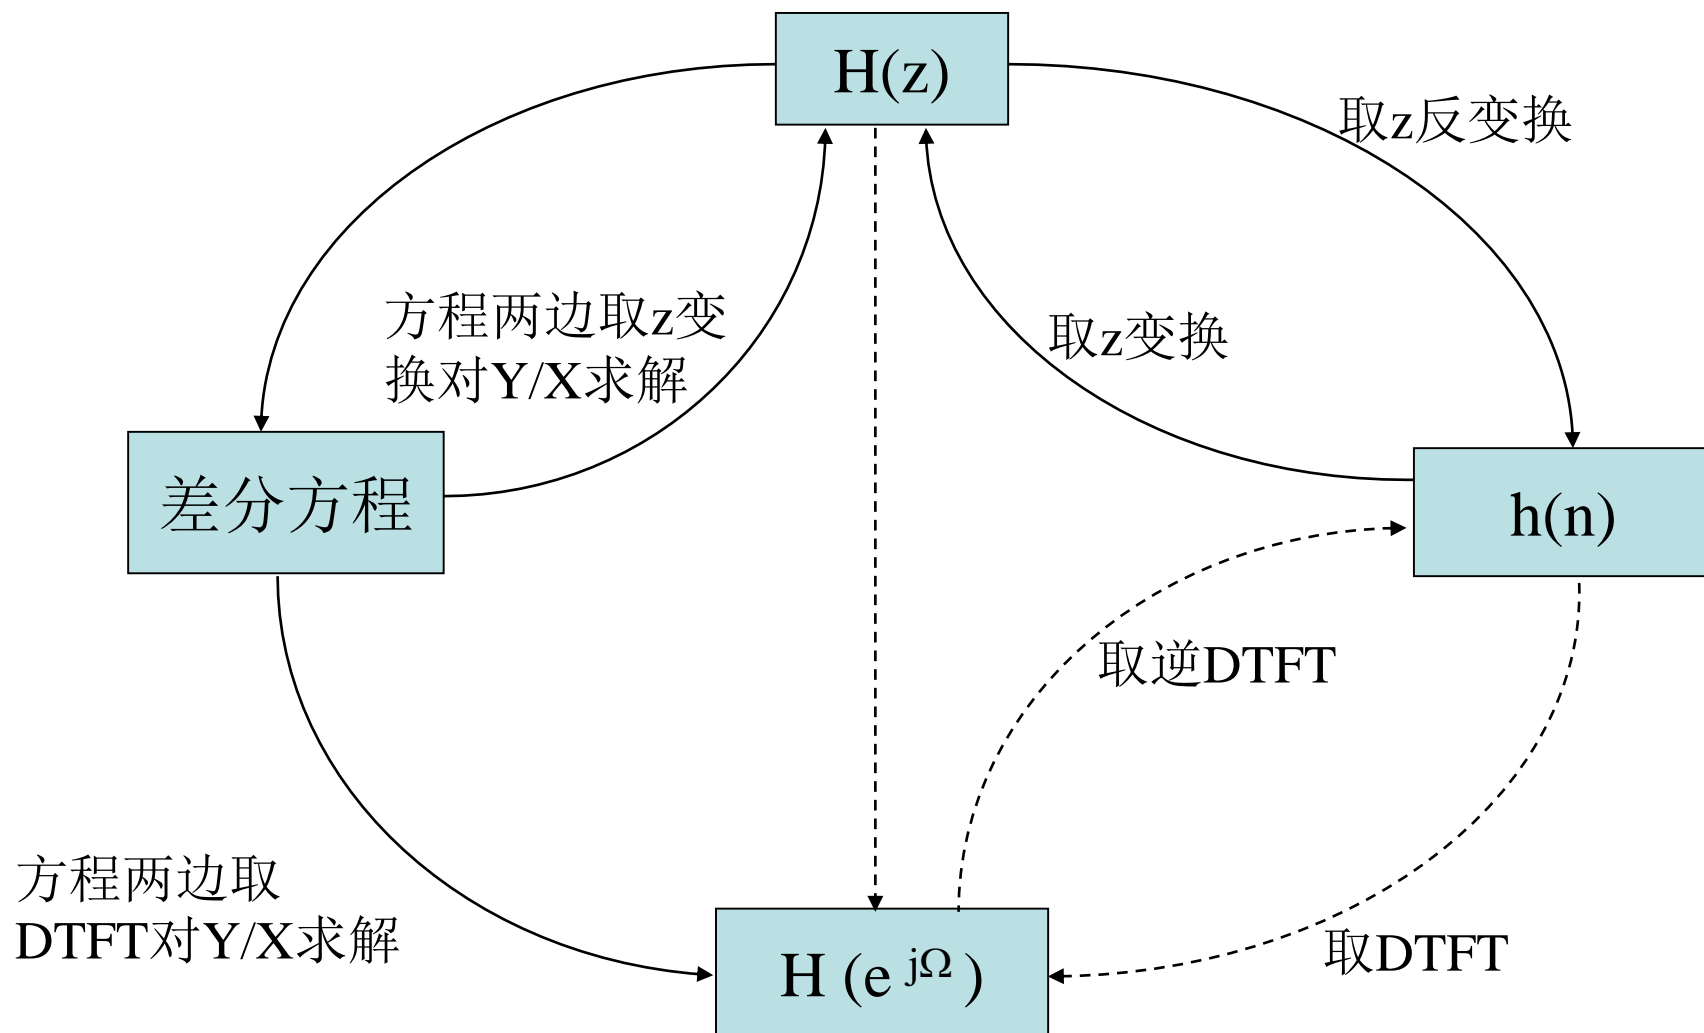 H(z)
取z反变换
方程两边取z变
换对Y/X求解
取z变换
差分方程
h(n)
取逆DTFT
方程两边取
DTFT对Y/X求解
取DTFT
H (e jΩ )